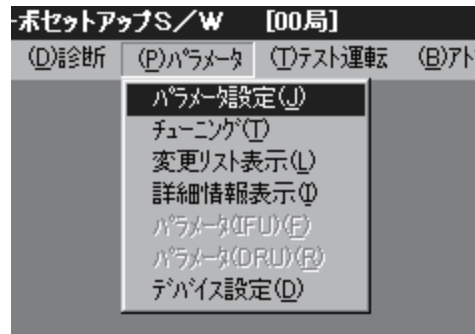 ーボセットアップS／W [00局]
(D)診断 (P)ﾊﾟﾗﾒｰﾀ (T)ﾃｽﾄ運転 (B)ｱﾄ
ﾊﾟﾗﾒｰﾀ設定(J)
ﾁｭｰﾆﾝｸﾞ(T)
変更ﾘｽﾄ表示(L)
詳細情報表示(I)
ﾊﾟﾗﾒｰﾀ(IFU)(F)
ﾊﾟﾗﾒｰﾀ(DRU)(R)
ﾃﾞﾊﾞｲｽ設定(D)